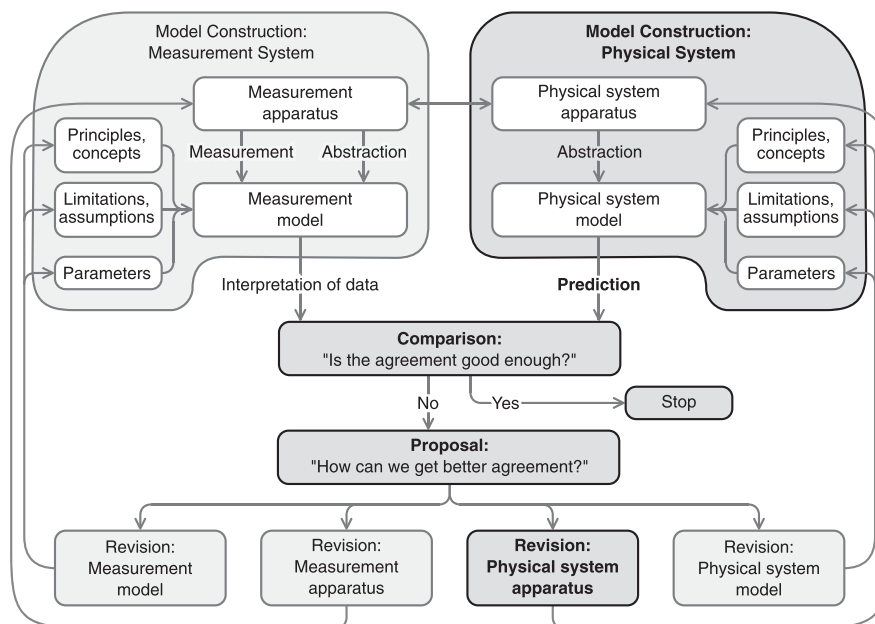 Model Construction:
Measurement System
Model Construction:
Physical System
Measurement
apparatus
Physical system
apparatus
Principles,
concepts
Measurement
Abstraction
Abstraction
Principles,
concepts
Limitations,
assumptions
Measurement
model
Physical system
model
Limitations,
assumptions
Parameters
Parameters
Interpretation of data
Prediction
Comparison:
"Is the agreement good enough?"
No
Yes
Stop
Proposal:
"How can we get better agreement?"
Revision:
Measurement
model
Revision:
Measurement
apparatus
Revision:
Physical system
apparatus
Revision:
Physical system
model